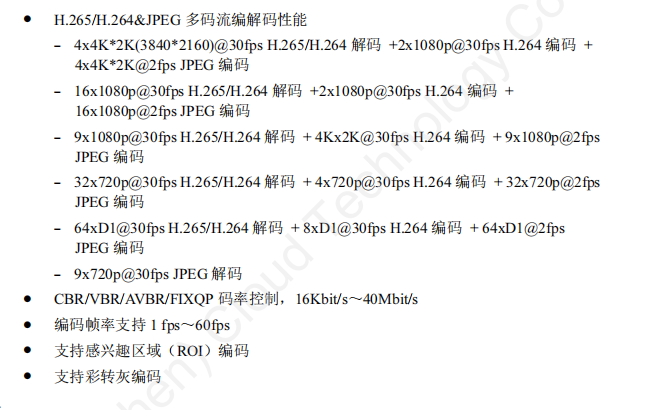 ● H.265/H.264&JPEG 多码流编解码性能
– 4x4K*2K(3840*2160)@30fps H.265/H.264 解码 +2x1080p@30fps H.264 编码 +
4x4K*2K@2fps JPEG 编码
– 16x1080p@30fps H.265/H.264 解码 +2x1080p@30fps H.264 编码 +
16x1080p@2fps JPEG 编码
– 9x1080p@30fps H.265/H.264 解码 + 4Kx2K@30fps H.264 编码 + 9x1080p@2fps
JPEG 编码
– 32x720p@30fps H.265/H.264 解码 + 4x720p@30fps H.264 编码 + 32x720p@2fps
JPEG 编码
– 64xD1@30fps H.265/H.264 解码 + 8xD1@30fps H.264 编码 + 64xD1@2fps
JPEG 编码
– 9x720p@30fps JPEG 解码
● CBR/VBR/AVBR/FIXQP 码率控制，16Kbit/s～40Mbit/s
● 编码帧率支持 1 fps～60fps
● 支持感兴趣区域（ROI）编码
● 支持彩转灰编码
hen) Cloud Technology Co